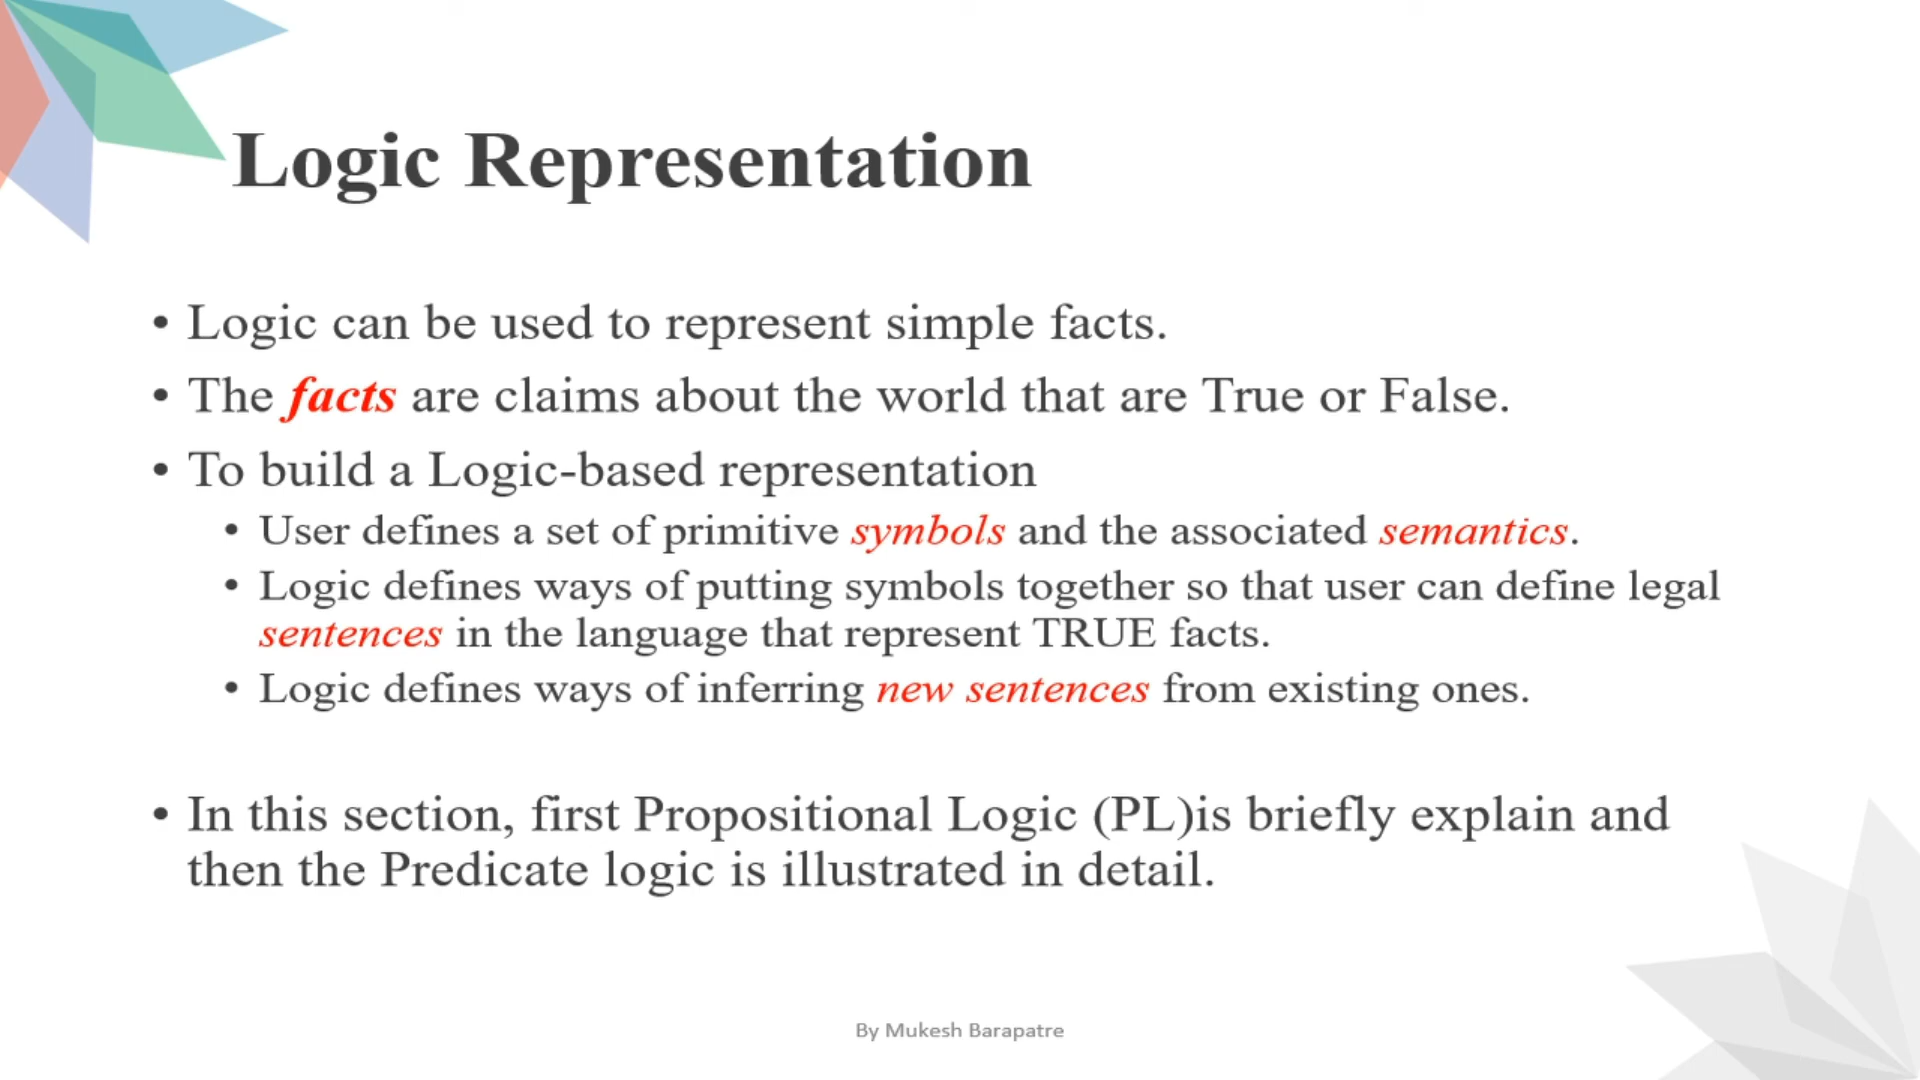 Logic Representation
• Logic can be used to represent simple facts.
• The facts are claims about the world that are True or False.
• To build a Logic-based representation
• User defines a set of primitive symbols and the associated semantics.
• Logic defines ways of putting symbols together so that user can define legal
sentences in the language that represent TRUE facts.
• Logic defines ways of inferring new sentences from existing ones.
• In this section, first Propositional Logic (PL)is briefly explain and
then the Predicate logic is illustrated in detail.
By Mukesh Barapatre